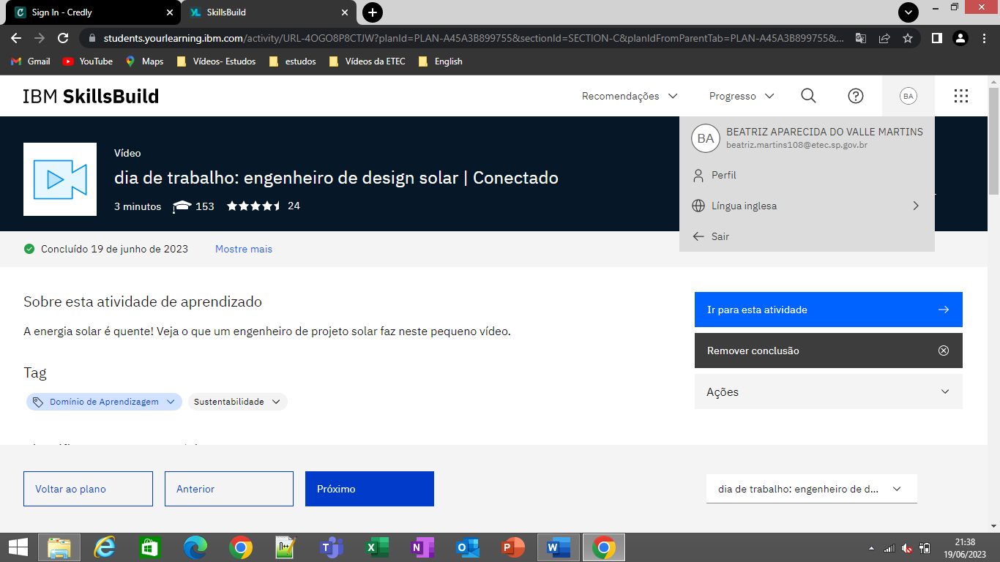 Sign In - Credly
SkillsBuild
students.yourlearning.ibm.com/activity/URL-4OGO8P8CTJW?planId=PLAN-A45A3B899755&sectionId=SECTION-C&planIdFromParentTab=PLAN-A45A3B899755&...
Gmail YouTube Maps Vídeos- Estudos estudos Vídeos da ETEC English
IBM SkillsBuild
Recomendações Progresso BA
BA BEATRIZ APARECIDA DO VALLE MARTINS
beatriz.martins108@etec.sp.gov.br
Perfil
Língua inglesa
Sair
Vídeo
dia de trabalho: engenheiro de design solar | Conectado
3 minutos 153 24
Concluído 19 de junho de 2023 Mostre mais
Sobre esta atividade de aprendizado
A energia solar é quente! Veja o que um engenheiro de projeto solar faz neste pequeno vídeo.
Tag
Domínio de Aprendizagem Sustentabilidade
Ir para esta atividade
Remover conclusão
Ações
Voltar ao plano Anterior Próximo
dia de trabalho: engenheiro de d...
21:38
19/06/2023